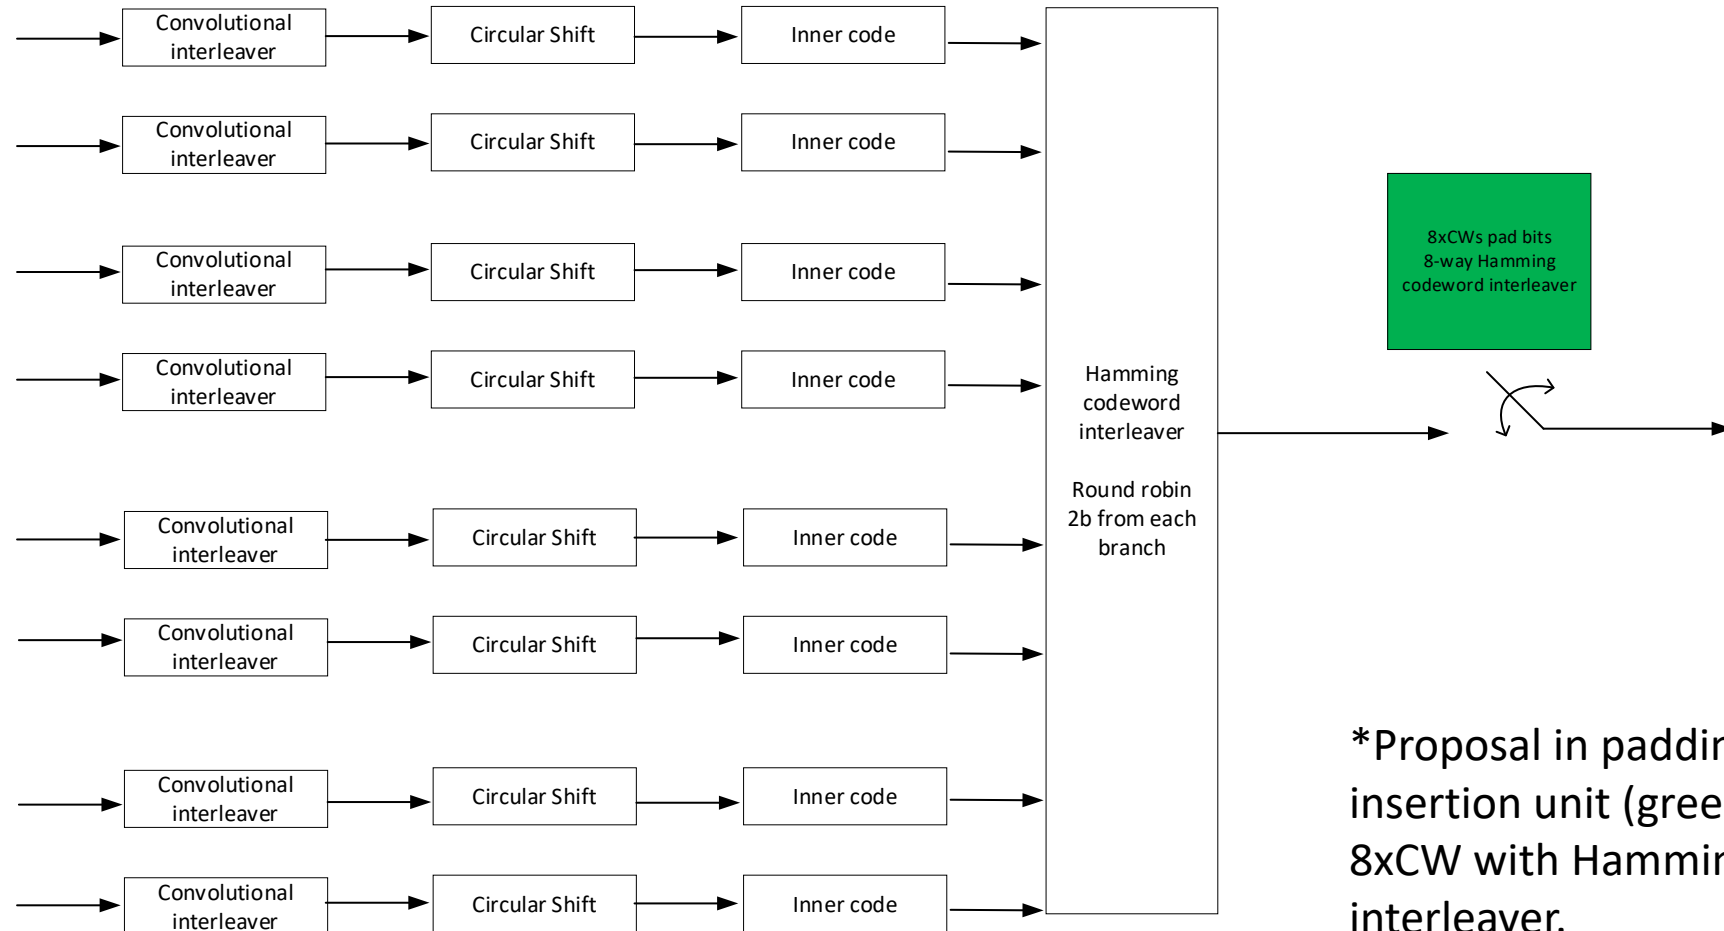 Convolutional
interleaver
Circular Shift
Inner code
Convolutional
interleaver
Circular Shift
Inner code
Convolutional
interleaver
Circular Shift
Inner code
Convolutional
interleaver
Circular Shift
Inner code
Convolutional
interleaver
Circular Shift
Inner code
Convolutional
interleaver
Circular Shift
Inner code
Convolutional
interleaver
Circular Shift
Inner code
Convolutional
interleaver
Circular Shift
Inner code
Hamming
codeword
interleaver
Round robin
2b from each
branch
8xCWs pad bits
8-way Hamming
codeword interleaver
*Proposal in
insertion unit
8xCW with
interleaver.